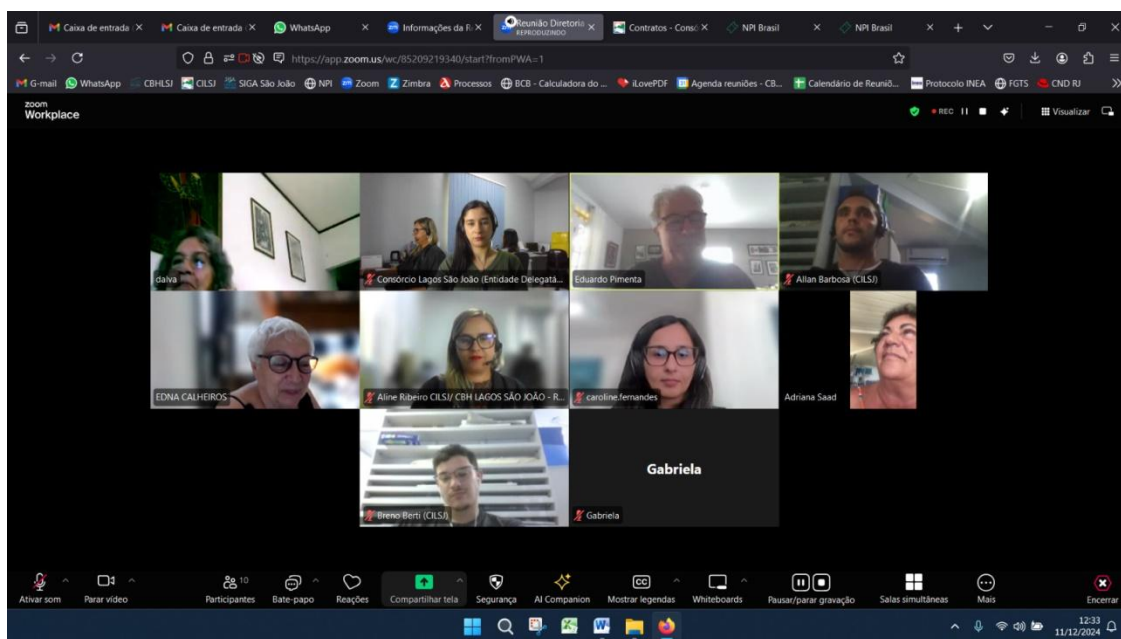 Caixa de entrada
Caixa de entrada
WhatsApp
Informações da R
Reunião Diretoria
REPRODUZINDO
Contratos - Consó
NPI Brasil
NPI Brasil
https://app.zoom.us/wc/85209219340/start?fromPWA=1
G-mail
WhatsApp
CBHLSJ
CILSJ
SIGA São João
NPI
Zoom
Zimbra
Processos
BCB - Calculadora do ...
iLovePDF
Agenda reuniões - CB...
Calendário de Reuniõ...
Protocolo INEA
FGTS
CND RJ
zoom
Workplace
REC
Visualizar
dalva
Consórcio Lagos São João (Entidade Delegatá...
Eduardo Pimenta
Allan Barbosa (CILSJ)
EDNA CALHEIROS
Aline Ribeiro CILSJ/ CBH LAGOS SÃO JOÃO - R...
caroline.fernandes
Adriana Saad
Breno Berti (CILSJ)
Gabriela
Gabriela
Ativar som
Parar vídeo
10
Participantes
Bate-papo
Reações
Compartilhar tela
Segurança
AI Companion
CC
Mostrar legendas
Whiteboards
Pausar/parar gravação
Salas simultâneas
Mais
Encerrar
12:33
11/12/2024